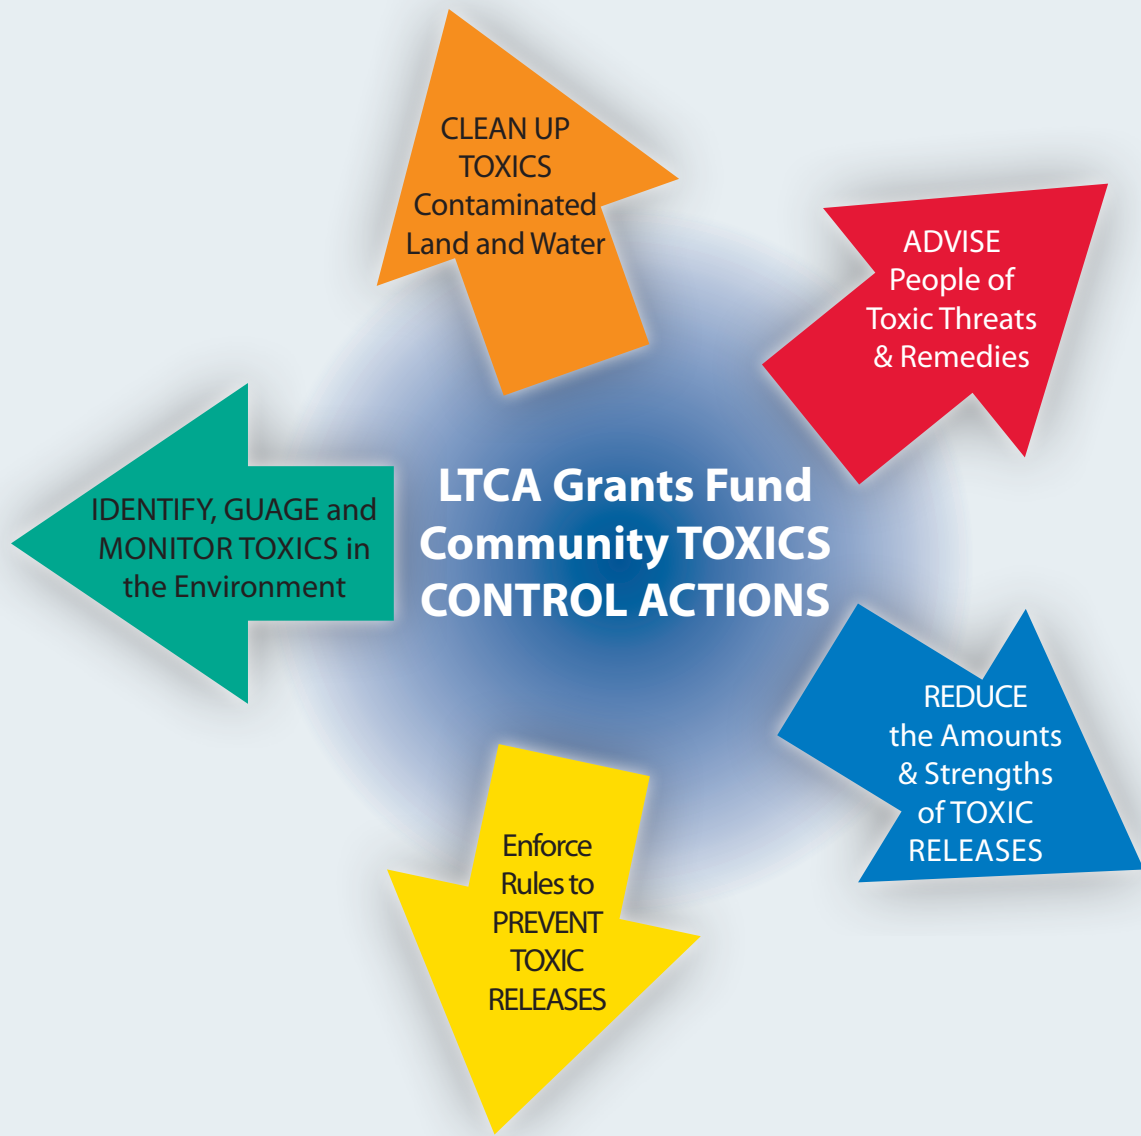 CLEAN UP
TOXICS
Contaminated
Land and Water
ADVISE
People of
Toxic Threats
& Remedies
IDENTIFY, GUAGE and
MONITOR TOXICS in
the Environment
LTCA Grants Fund
Community TOXICS
CONTROL ACTIONS
REDUCE
the Amounts
& Strengths
of TOXIC
RELEASES
Enforce
Rules to
PREVENT
TOXIC
RELEASES